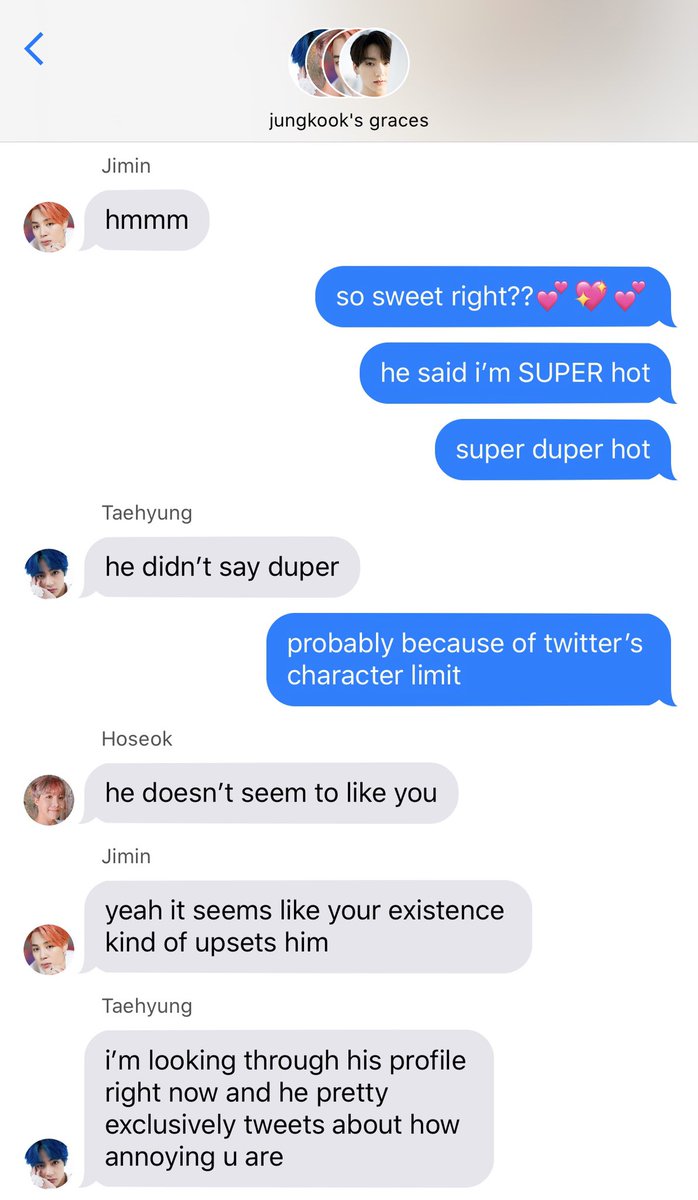 jungkook's graces
Jimin
hmmm
so sweet right??💕 💖 💕
he said i’m SUPER hot
super duper hot
Taehyung
he didn’t say duper
probably because of twitter’s
character limit
Hoseok
he doesn’t seem to like you
Jimin
yeah it seems like your existence
kind of upsets him
Taehyung
i’m looking through his profile
right now and he pretty
exclusively tweets about how
annoying u are